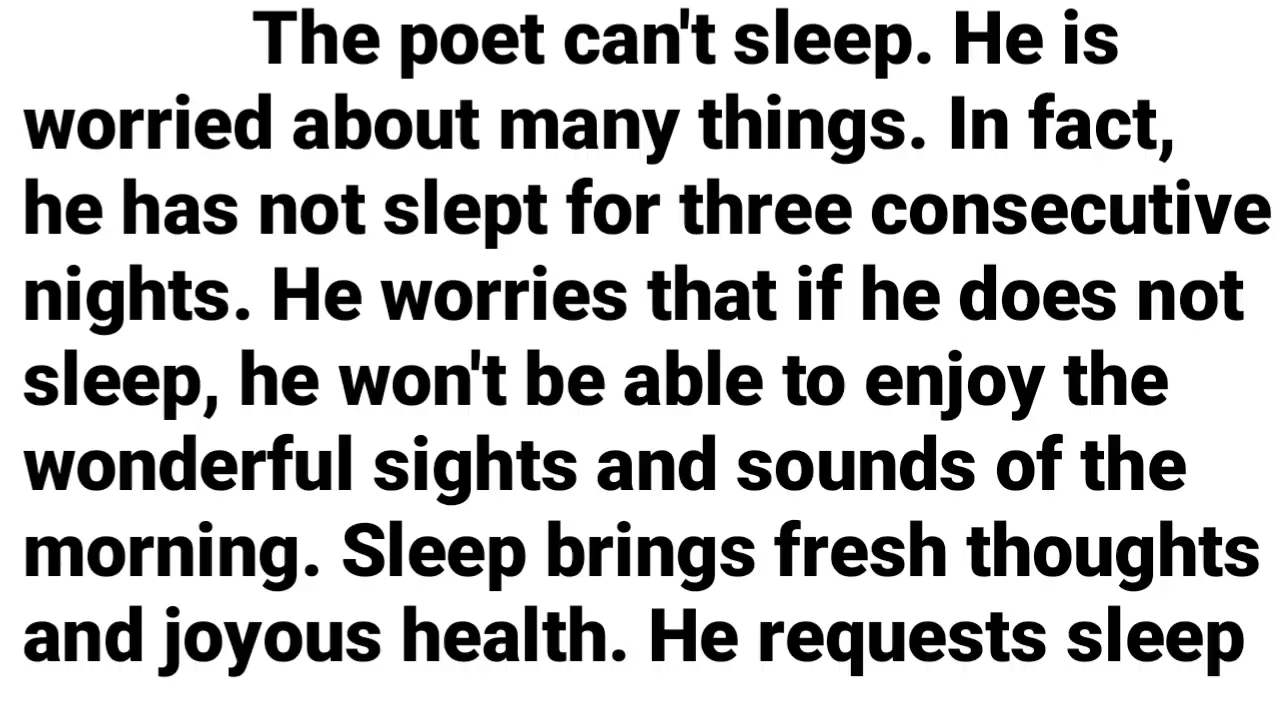 The poet can't sleep. He is
worried about many things. In fact,
he has not slept for three consecutive
nights. He worries that if he does not
sleep, he won't be able to enjoy the
wonderful sights and sounds of the
morning. Sleep brings fresh thoughts
and joyous health. He requests sleep